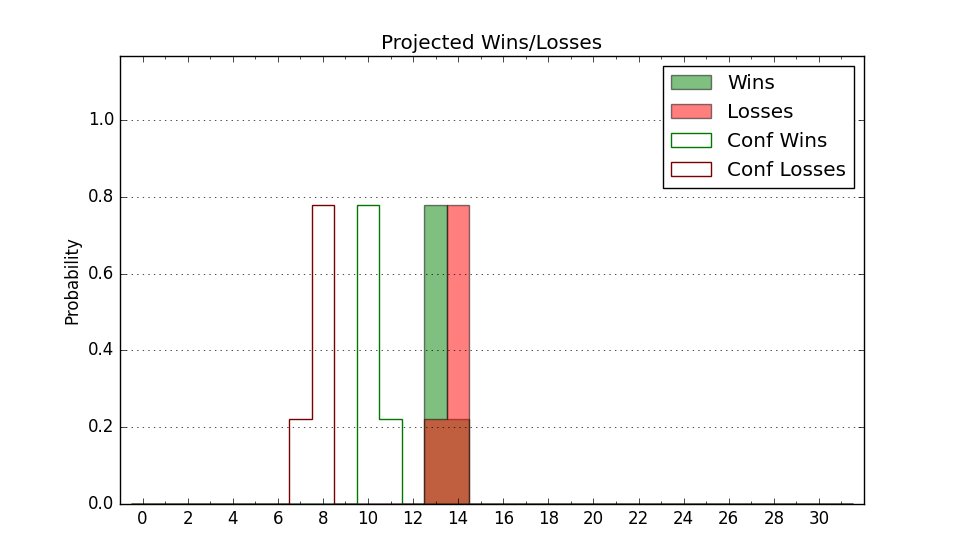 Projected Wins/Losses
Wins
Losses
Conf Wins
Conf Losses
Probability
1.0
0.8
0.6
0.4
0.2
0.0
0 2 4 6 8 10 12 14 16 18 20 22 24 26 28 30